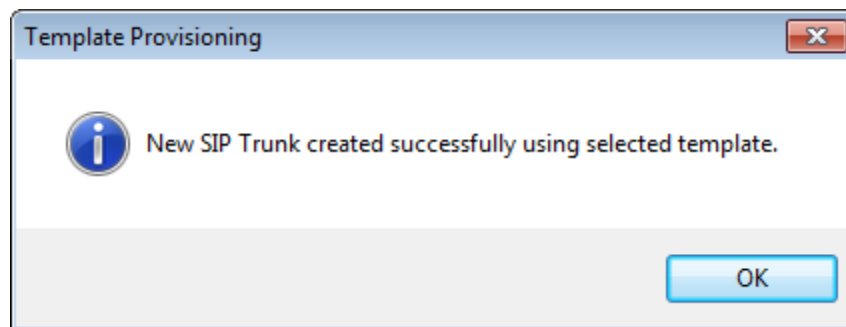 Template Provisioning
New SIP Trunk created successfully using selected template.
OK